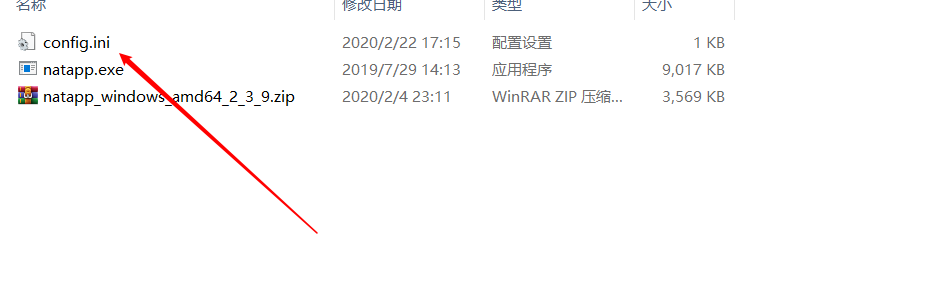 名称 修改日期 类型 大小
config.ini 2020/2/22 17:15 配置设置 1 KB
natapp.exe 2019/7/29 14:13 应用程序 9,017 KB
natapp_windows_amd64_2_3_9.zip 2020/2/4 23:11 WinRAR ZIP 压缩... 3,569 KB